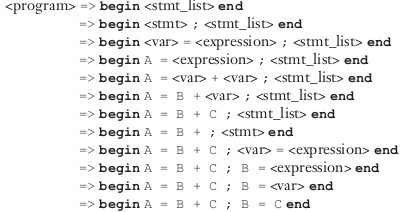 <program> => begin <stmt_list> end
=> begin <stmt> ; <stmt_list> end
=> begin <var> = <expression> ; <stmt_list> end
=> begin A = <expression> ; <stmt_list> end
=> begin A = <var> + <var> ; <stmt_list> end
=> begin A = B + <var> ; <stmt_list> end
=> begin A = B + C ; <stmt_list> end
=> begin A = B + ; <stmt> end
=> begin A = B + C ; <var> = <expression> end
=> begin A = B + C ; B = <expression> end
=> begin A = B + C ; B = <var> end
=> begin A = B + C ; B = C end